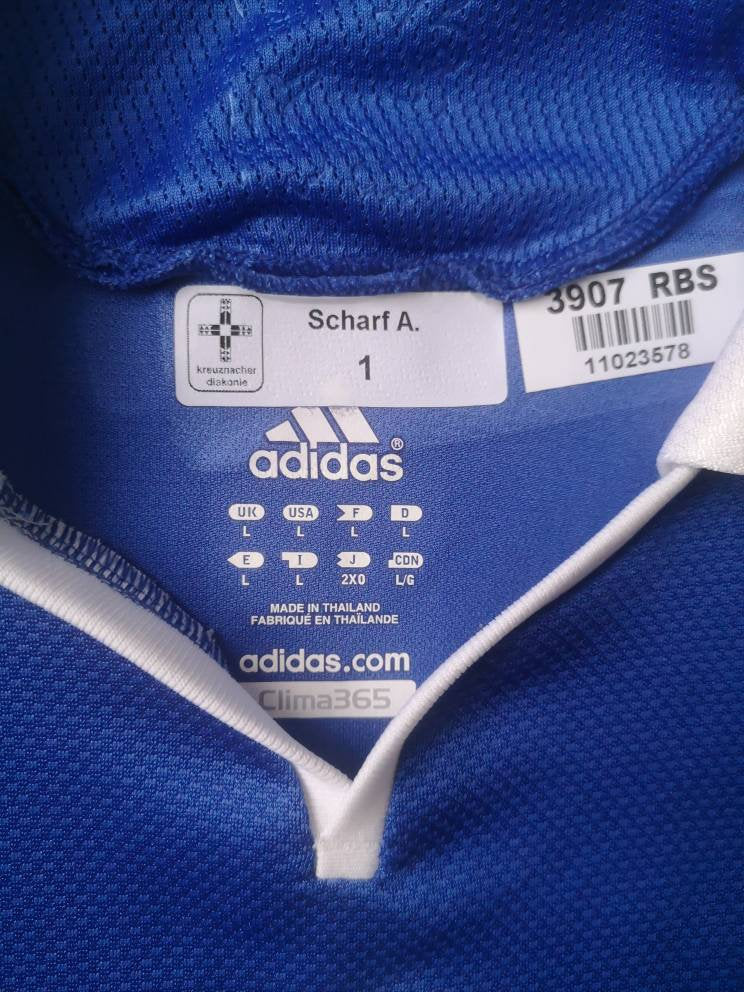 Scharf A.
1
kreuznacher
diakonie
3907 RBS
11023578
adidas®
UK USA F D
L L L L
E I J CDN
L L 2XO L/G
MADE IN THAILAND
FABRIQUÉ EN THAÏLANDE
adidas.com
Clima365